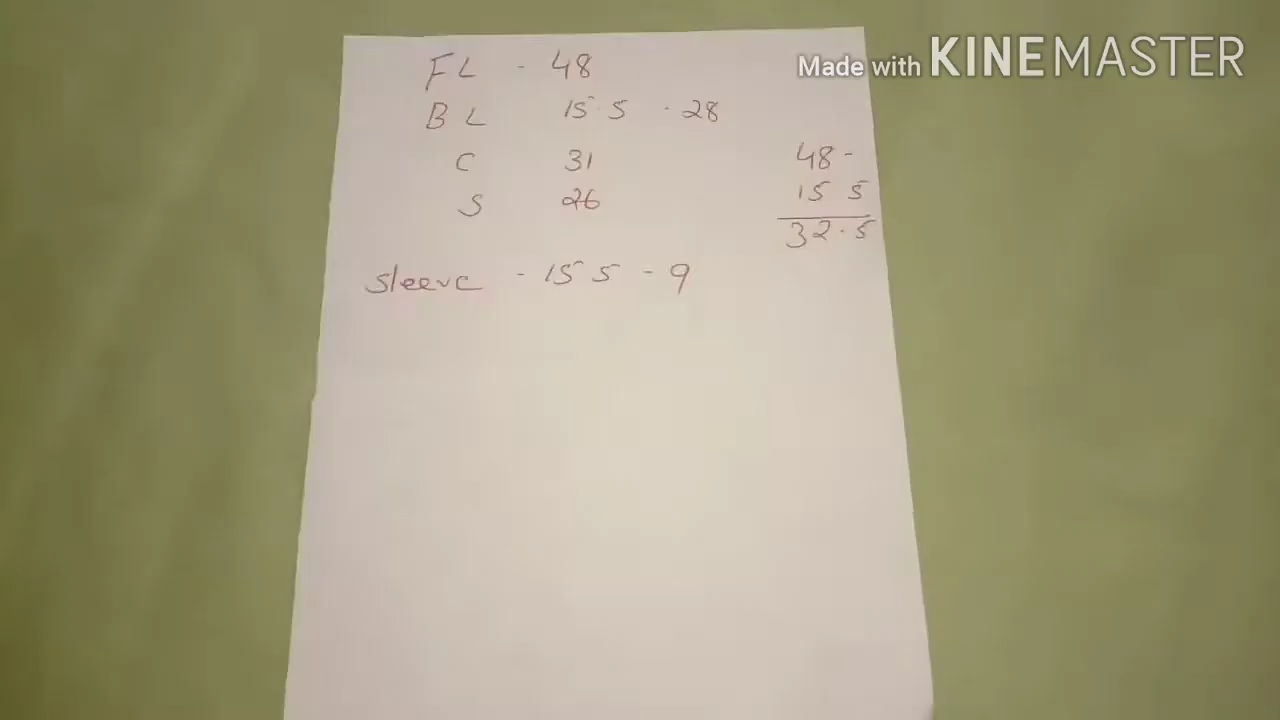 Made with KINEMASTER
FL - 48
BL 15.5 - 28
C 31
S 26
48 -
15 5
32.5
Sleeve - 15 5 - 9